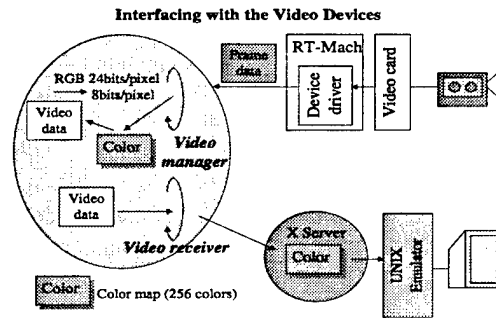 Interfacing with the Video Devices
Frame
data
RT-Mach
Device
driver
Video card
RGB 24bits/pixel
8bits/pixel
Video
data
Color
Video
manager
Video
data
Video receiver
X Server
Color
UNIX
Emulator
Color
Color map (256 colors)